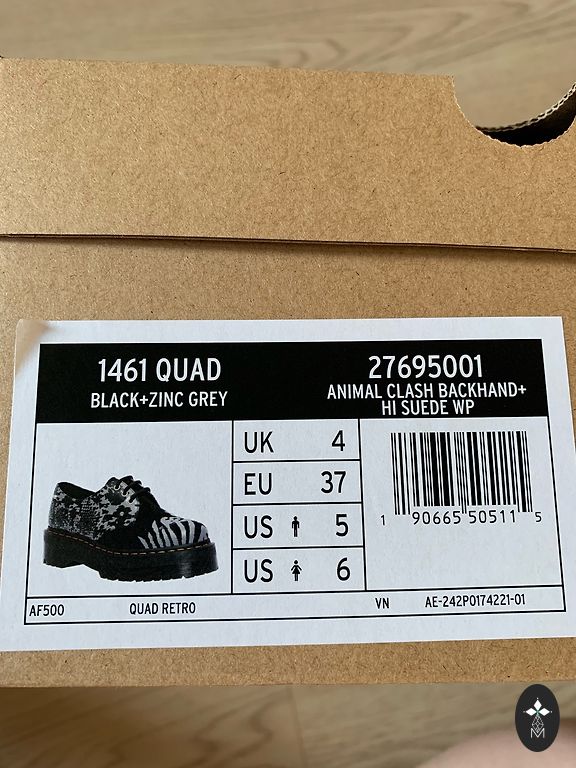 1461 QUAD
BLACK+ZINC GREY
27695001
ANIMAL CLASH BACKHAND+
HI SUEDE WP
UK 4
EU 37
US 5
US 6
1 90665 50511 5
AF500 QUAD RETRO VN AE-242P0174221-01
M